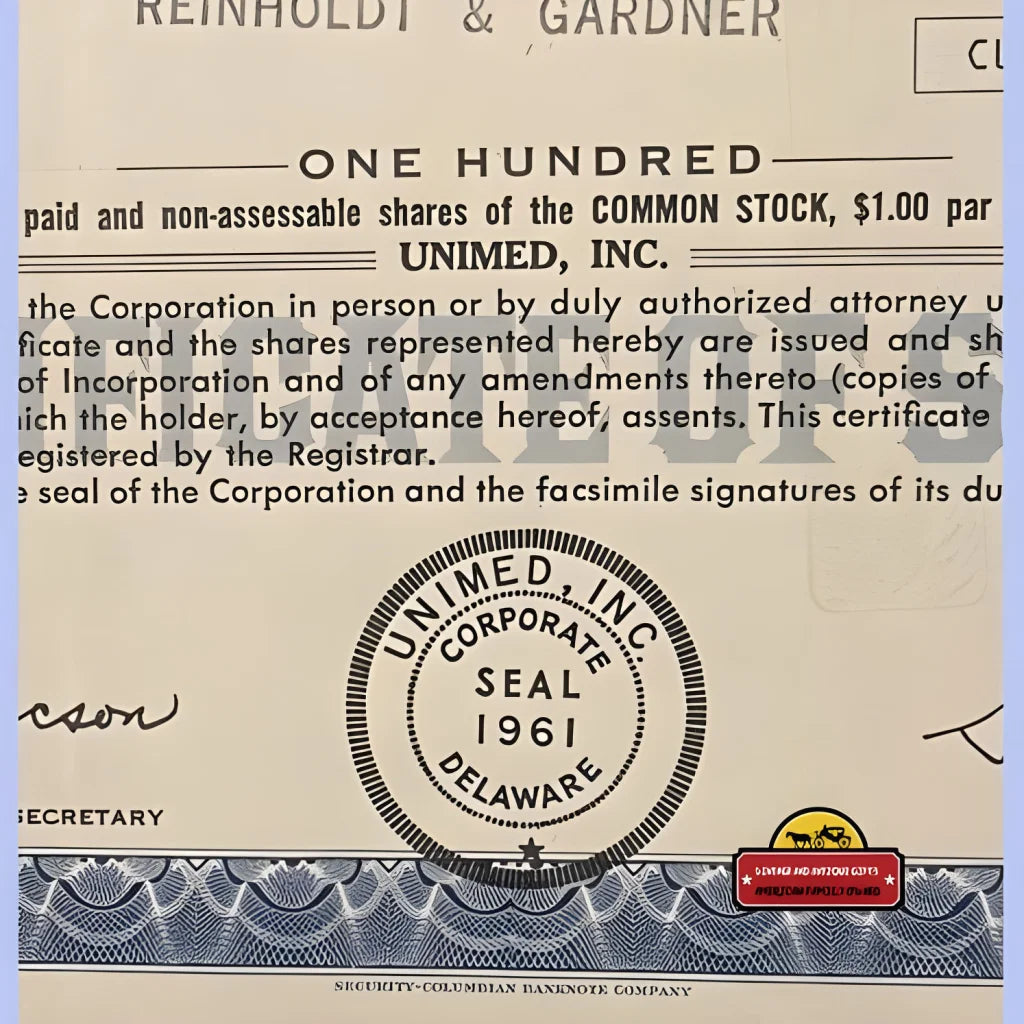 REINHOLDT & GARDNER
CL
ONE HUNDRED
paid and non-assessable shares of the COMMON STOCK, $1.00 par
UNIMED, INC.
the Corporation in person or by duly authorized attorney u
ficate and the shares represented hereby are issued and sh
of Incorporation and of any amendments thereto (copies of
hich the holder, by acceptance hereof, assents. This certificate
egistered by the Registrar.
IFICATE OF S
e seal of the Corporation and the facsimile signatures of its du
UNIMED, INC.
CORPORATE
SEAL
1961
DELAWARE
cson
SECRETARY
SECURITY-COLUMBIAN BANKNOTE COMPANY